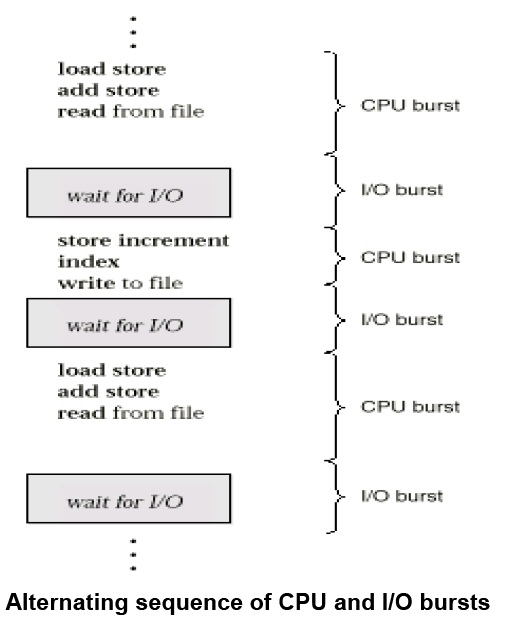 load store
add store
read from file
CPU burst
wait for I/O
I/O burst
store increment
index
write to file
CPU burst
wait for I/O
I/O burst
load store
add store
read from file
CPU burst
wait for I/O
I/O burst
Alternating sequence of CPU and I/O bursts